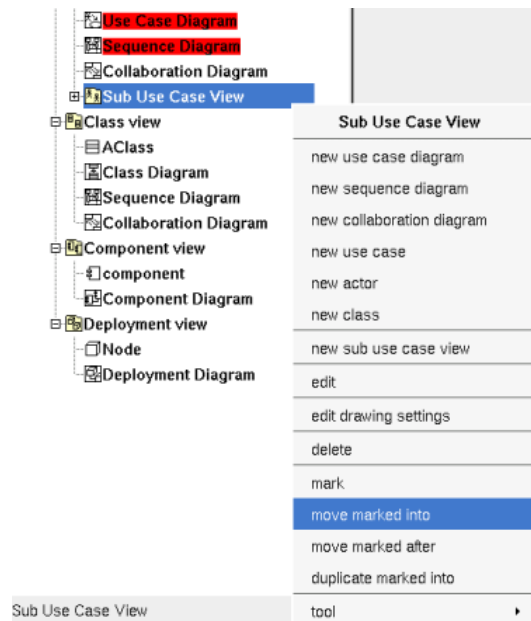 Use Case Diagram
Sequence Diagram
Collaboration Diagram
Sub Use Case View
Class view
AClass
Class Diagram
Sequence Diagram
Collaboration Diagram
Component view
component
Component Diagram
Deployment view
Node
Deployment Diagram
Sub Use Case View
new use case diagram
new sequence diagram
new collaboration diagram
new use case
new actor
new class
new sub use case view
edit
edit drawing settings
delete
mark
move marked into
move marked after
duplicate marked into
tool
Sub Use Case View